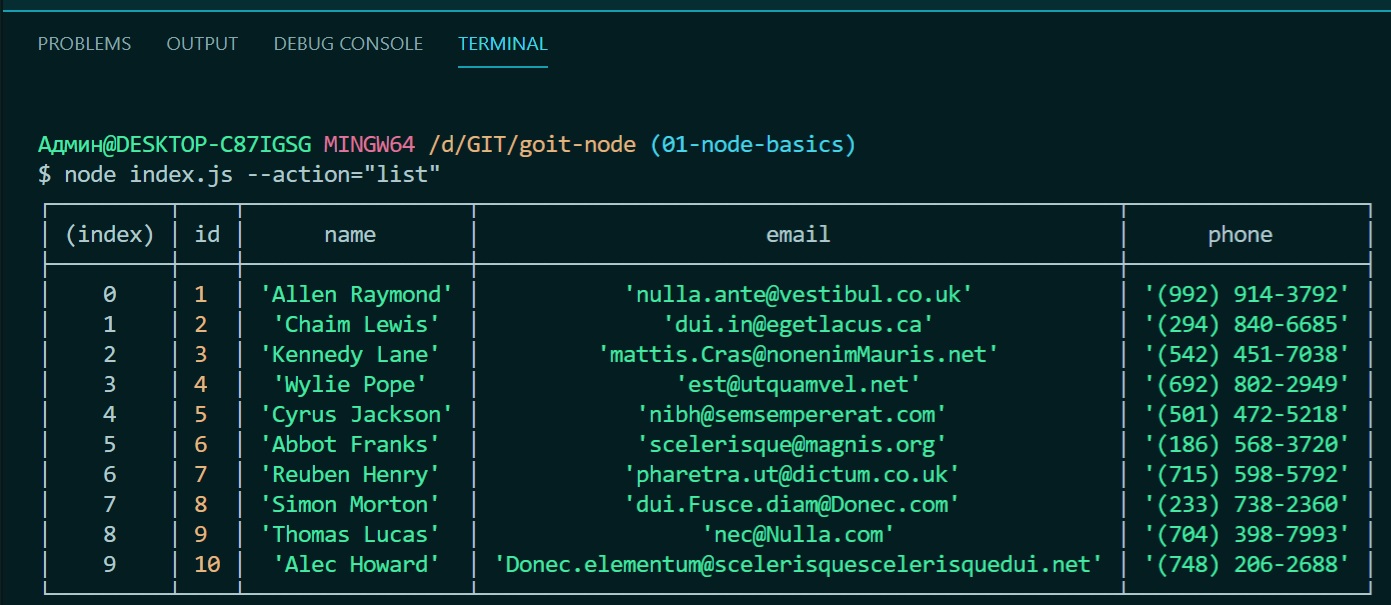 PROBLEMS OUTPUT DEBUG CONSOLE TERMINAL
Админ@DESKTOP-C87IGSG MINGW64 /d/GIT/goit-node (01-node-basics)
$ node index.js --action="list"
(index) id name email phone
0 1 'Allen Raymond' 'nulla.ante@vestibul.co.uk' '(992) 914-3792'
1 2 'Chaim Lewis' 'dui.in@egetlacus.ca' '(294) 840-6685'
2 3 'Kennedy Lane' 'mattis.Cras@nonenimMauris.net' '(542) 451-7038'
3 4 'Wylie Pope' 'est@utquamvel.net' '(692) 802-2949'
4 5 'Cyrus Jackson' 'nibh@semsempererat.com' '(501) 472-5218'
5 6 'Abbot Franks' 'scelerisque@magnis.org' '(186) 568-3720'
6 7 'Reuben Henry' 'pharetra.ut@dictum.co.uk' '(715) 598-5792'
7 8 'Simon Morton' 'dui.Fusce.diam@Donec.com' '(233) 738-2360'
8 9 'Thomas Lucas' 'nec@Nulla.com' '(704) 398-7993'
9 10 'Alec Howard' 'Donec.elementum@scelerisquescelerisquedui.net' '(748) 206-2688'